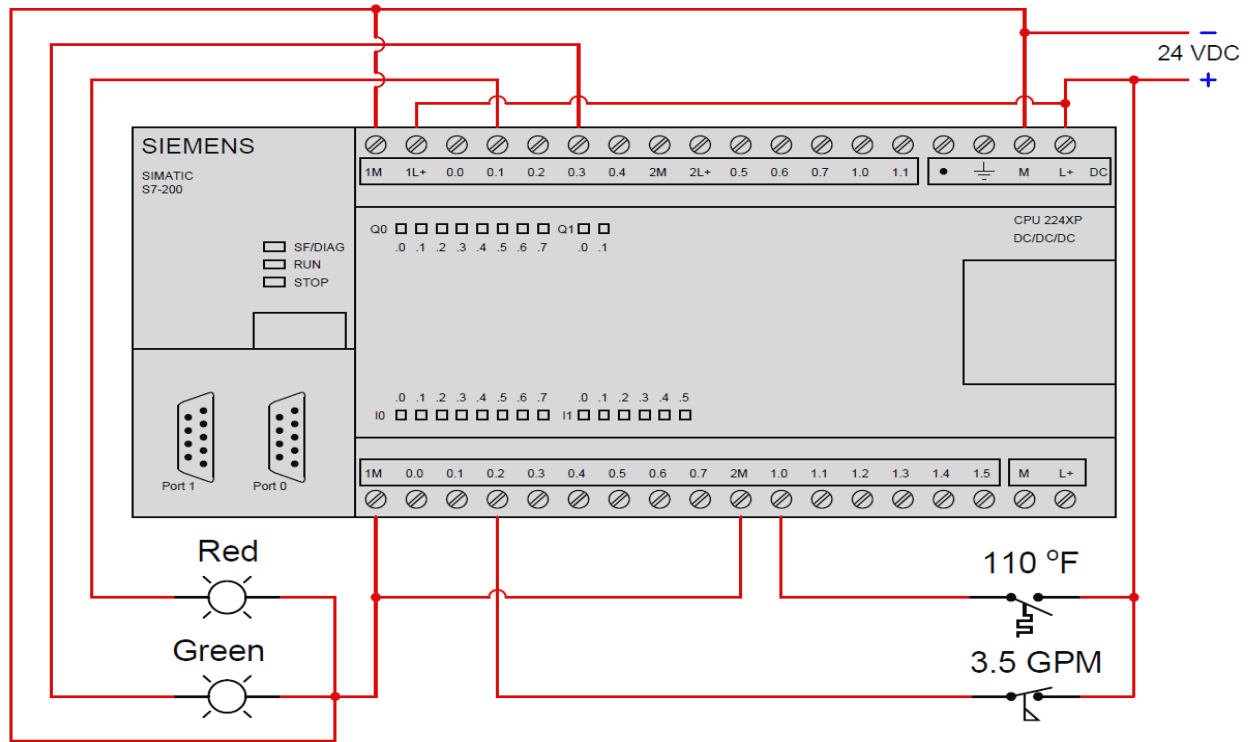 −
24 VDC
+
SIEMENS
SIMATIC
S7-200
1M 1L+ 0.0 0.1 0.2 0.3 0.4 2M 2L+ 0.5 0.6 0.7 1.0 1.1 M L+ DC
CPU 224XP
DC/DC/DC
Q0 Q1
.0 .1 .2 .3 .4 .5 .6 .7 .0 .1
SF/DIAG
RUN
STOP
.0 .1 .2 .3 .4 .5 .6 .7 .0 .1 .2 .3 .4 .5
I0 I1
1M 0.0 0.1 0.2 0.3 0.4 0.5 0.6 0.7 2M 1.0 1.1 1.2 1.3 1.4 1.5 M L+
Port 1 Port 0
Red
110 °F
Green
3.5 GPM